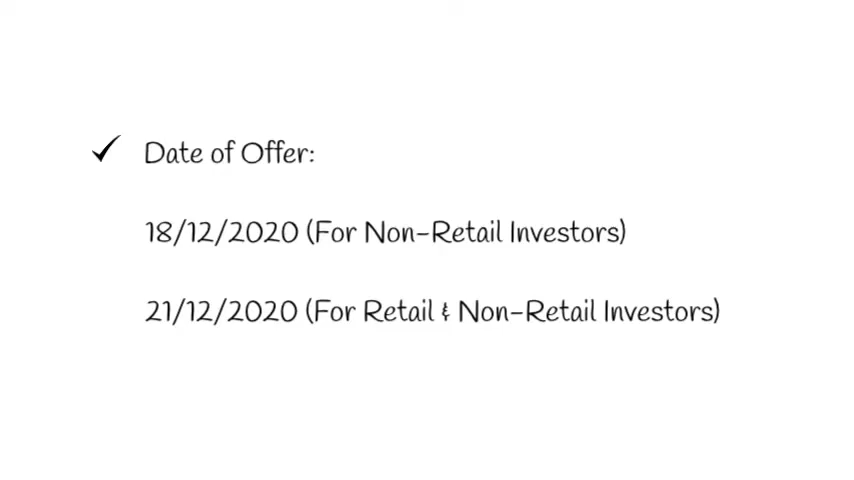 ✓ Date of Offer:
18/12/2020 (For Non-Retail Investors)
21/12/2020 (For Retail & Non-Retail Investors)